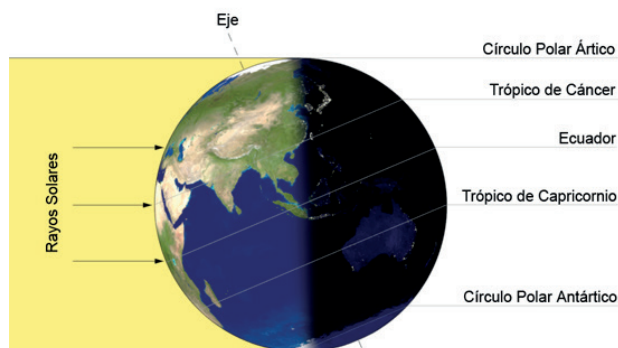 Eje
Círculo Polar Ártico
Trópico de Cáncer
Ecuador
Rayos Solares
Trópico de Capricornio
Círculo Polar Antártico